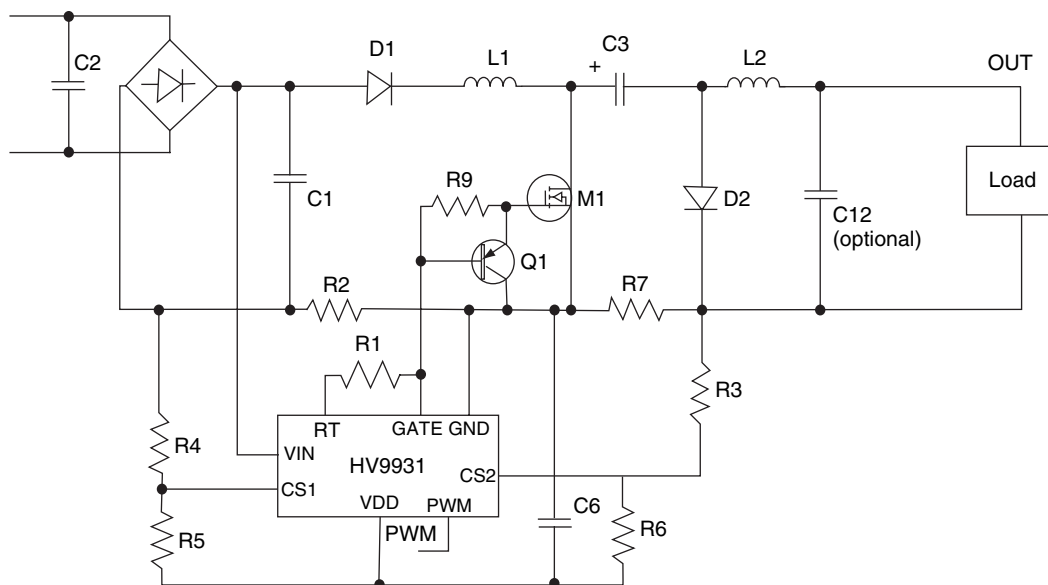 D1
L1
C3
+
L2
OUT
C2
C1
R9
M1
D2
C12
(optional)
Load
Q1
R2
R7
R1
R3
RT
GATE
GND
R4
VIN
HV9931
CS2
CS1
VDD
PWM
C6
R5
PWM
R6